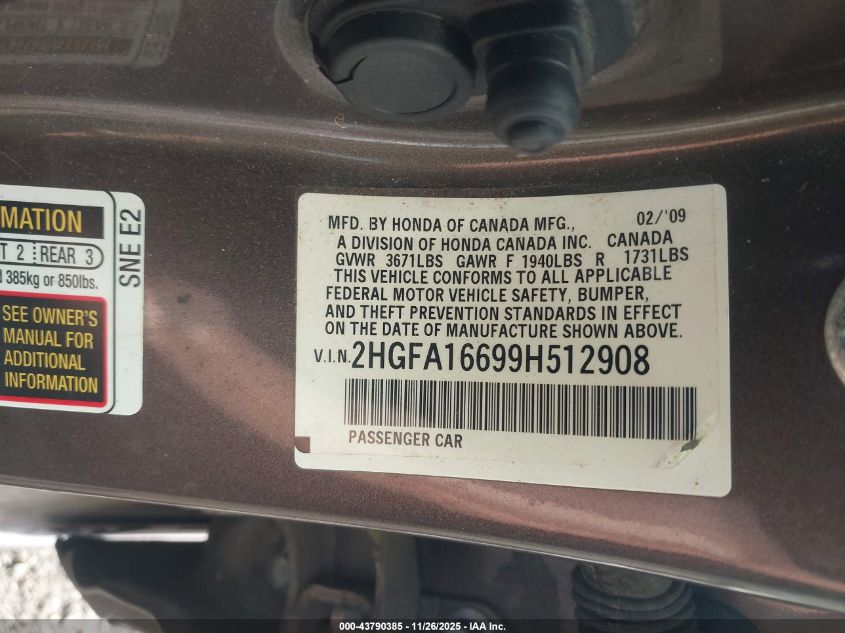 MATION
T 2 REAR 3
d 385kg or 850lbs.
SEE OWNER'S
MANUAL FOR
ADDITIONAL
INFORMATION
SNE E2
MFD. BY HONDA OF CANADA MFG., 02/'09
A DIVISION OF HONDA CANADA INC. CANADA
GVWR 3671LBS GAWR F 1940LBS R 1731LBS
THIS VEHICLE CONFORMS TO ALL APPLICABLE
FEDERAL MOTOR VEHICLE SAFETY, BUMPER,
AND THEFT PREVENTION STANDARDS IN EFFECT
ON THE DATE OF MANUFACTURE SHOWN ABOVE.
V.I.N. 2HGFA16699H512908
PASSENGER CAR
000-43790385 - 11/26/2025 - IAA Inc.